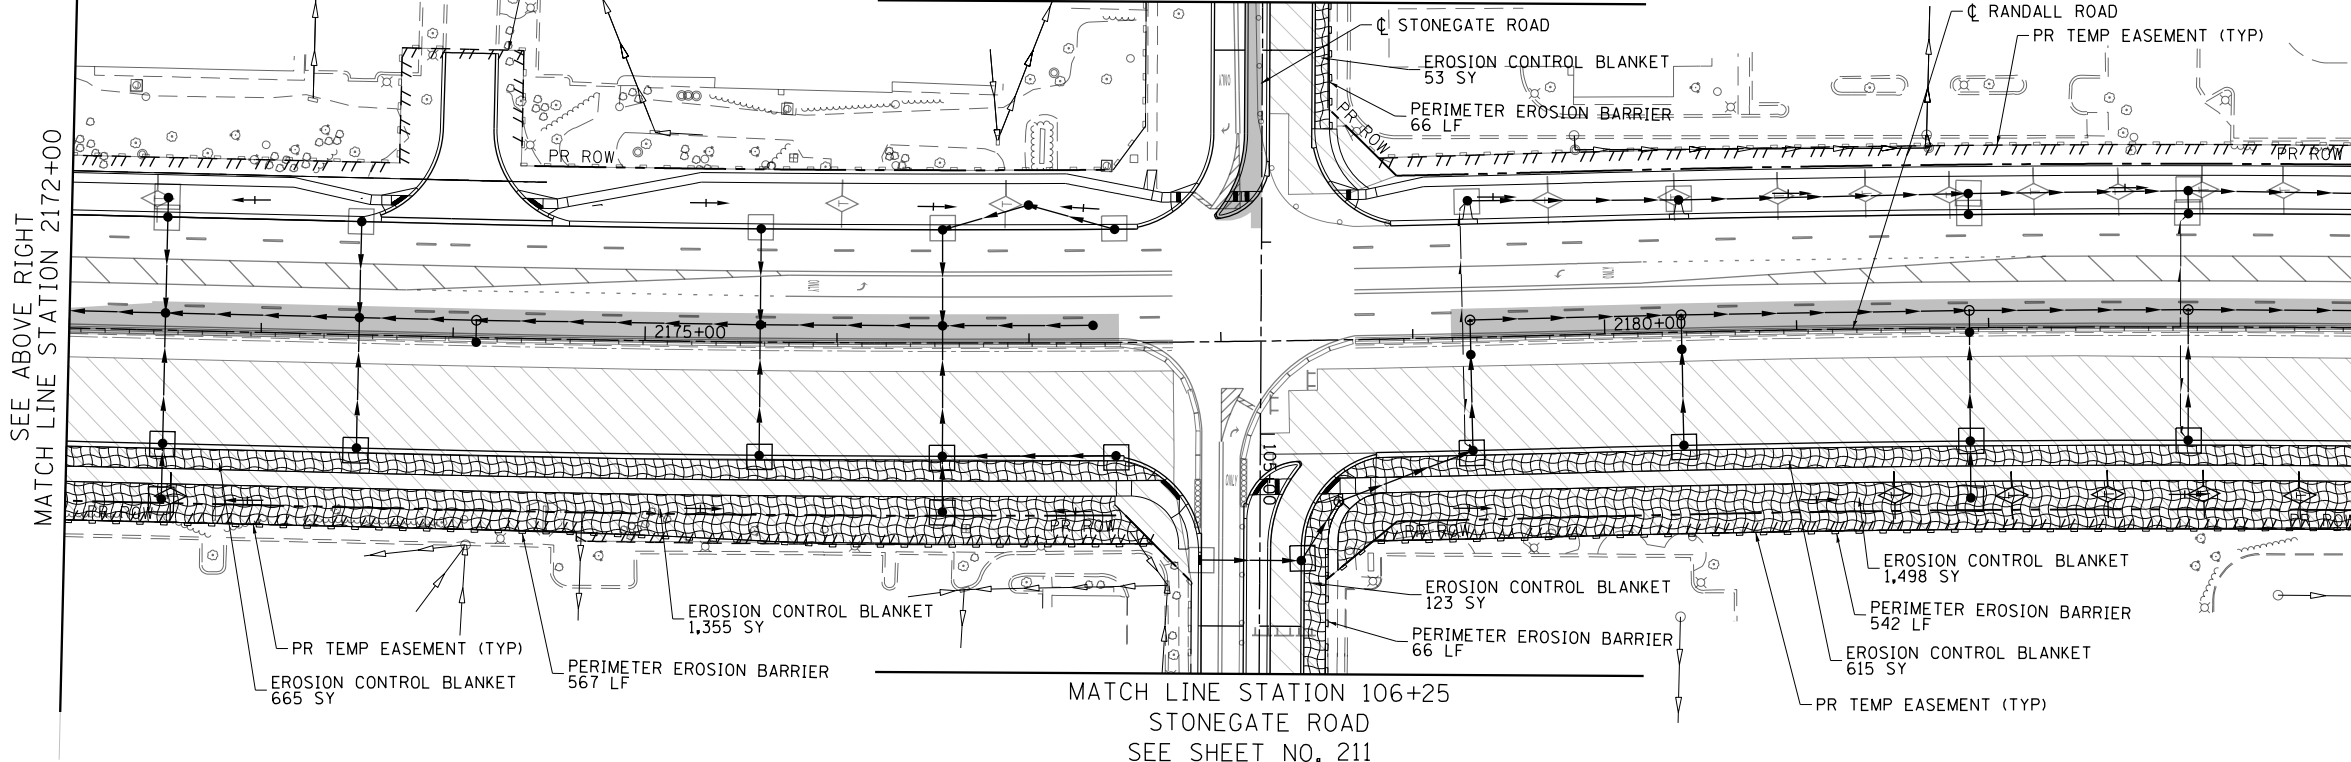 ℄ STONEGATE ROAD
℄ RANDALL ROAD
PR TEMP EASEMENT (TYP)
EROSION CONTROL BLANKET
53 SY
PERIMETER EROSION BARRIER
66 LF
PR ROW
PR ROW
PR ROW
SEE ABOVE RIGHT
MATCH LINE STATION 2172+00
2175+00
2180+00
105+00
ONLY
ONLY
PR ROW
PR ROW
PR ROW
EROSION CONTROL BLANKET
1,355 SY
PR TEMP EASEMENT (TYP)
EROSION CONTROL BLANKET
665 SY
PERIMETER EROSION BARRIER
567 LF
EROSION CONTROL BLANKET
123 SY
PERIMETER EROSION BARRIER
66 LF
EROSION CONTROL BLANKET
1,498 SY
PERIMETER EROSION BARRIER
542 LF
EROSION CONTROL BLANKET
615 SY
PR TEMP EASEMENT (TYP)
MATCH LINE STATION 106+25
STONEGATE ROAD
SEE SHEET NO. 211